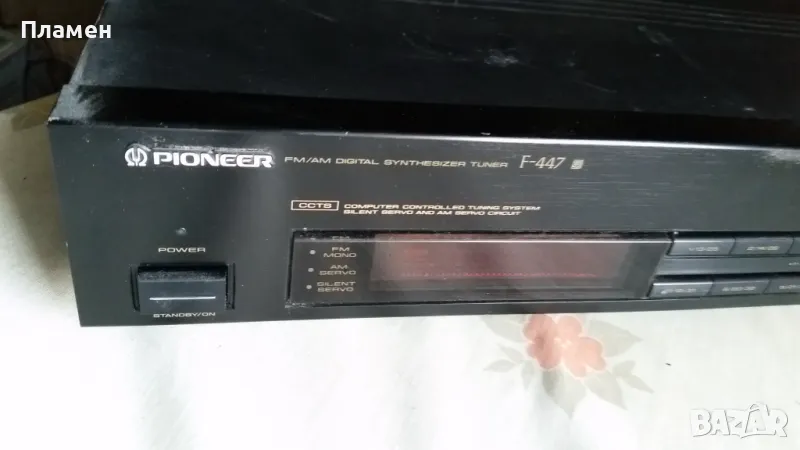 Пламен
PIONEER FM/AM DIGITAL SYNTHESIZER TUNER F-447
CCTS COMPUTER CONTROLLED TUNING SYSTEM
SILENT SERVO AND AM SERVO CIRCUIT
POWER
STANDBY/ON
FM
MONO
AM
SERVO
SILENT
SERVO
BAZAR